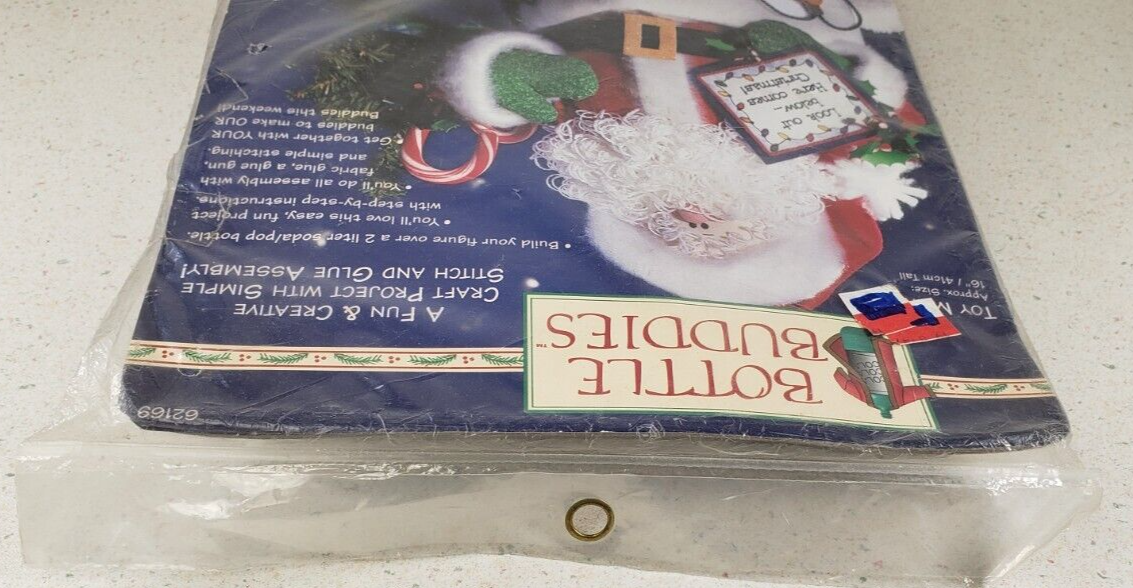 62169
BOTTLE
BUDDIES™
TOY M
Approx. Size:
16" / 41cm Tall
A FUN & CREATIVE
CRAFT PROJECT WITH SIMPLE
STITCH AND GLUE ASSEMBLY!
• Build your figure over a 2 liter soda/pop bottle.
• You'll love this easy, fun project
with step-by-step instructions.
• You'll do all assembly with
fabric glue, a glue gun,
and simple stitching.
• Get together with YOUR
buddies to make OUR
Buddies this weekend!
Look out
below—
Here comes
Christmas!